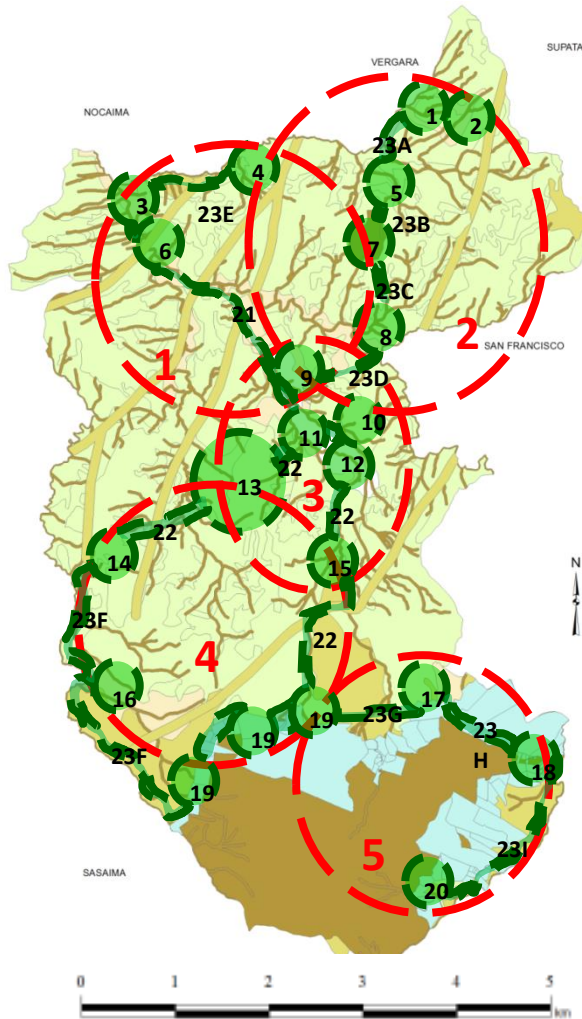 SUPATA
VERGARA
NOCAIMA
1
2
23A
4
5
3
23E
23B
6
7
23C
21
8
2
SAN FRANCISCO
1
9
23D
10
11
12
22
13
3
22
22
14
15
N
23F
22
4
16
17
23G
23
19
19
H
18
23F
19
23I
5
20
SASAIMA
0 1 2 3 4 5
km